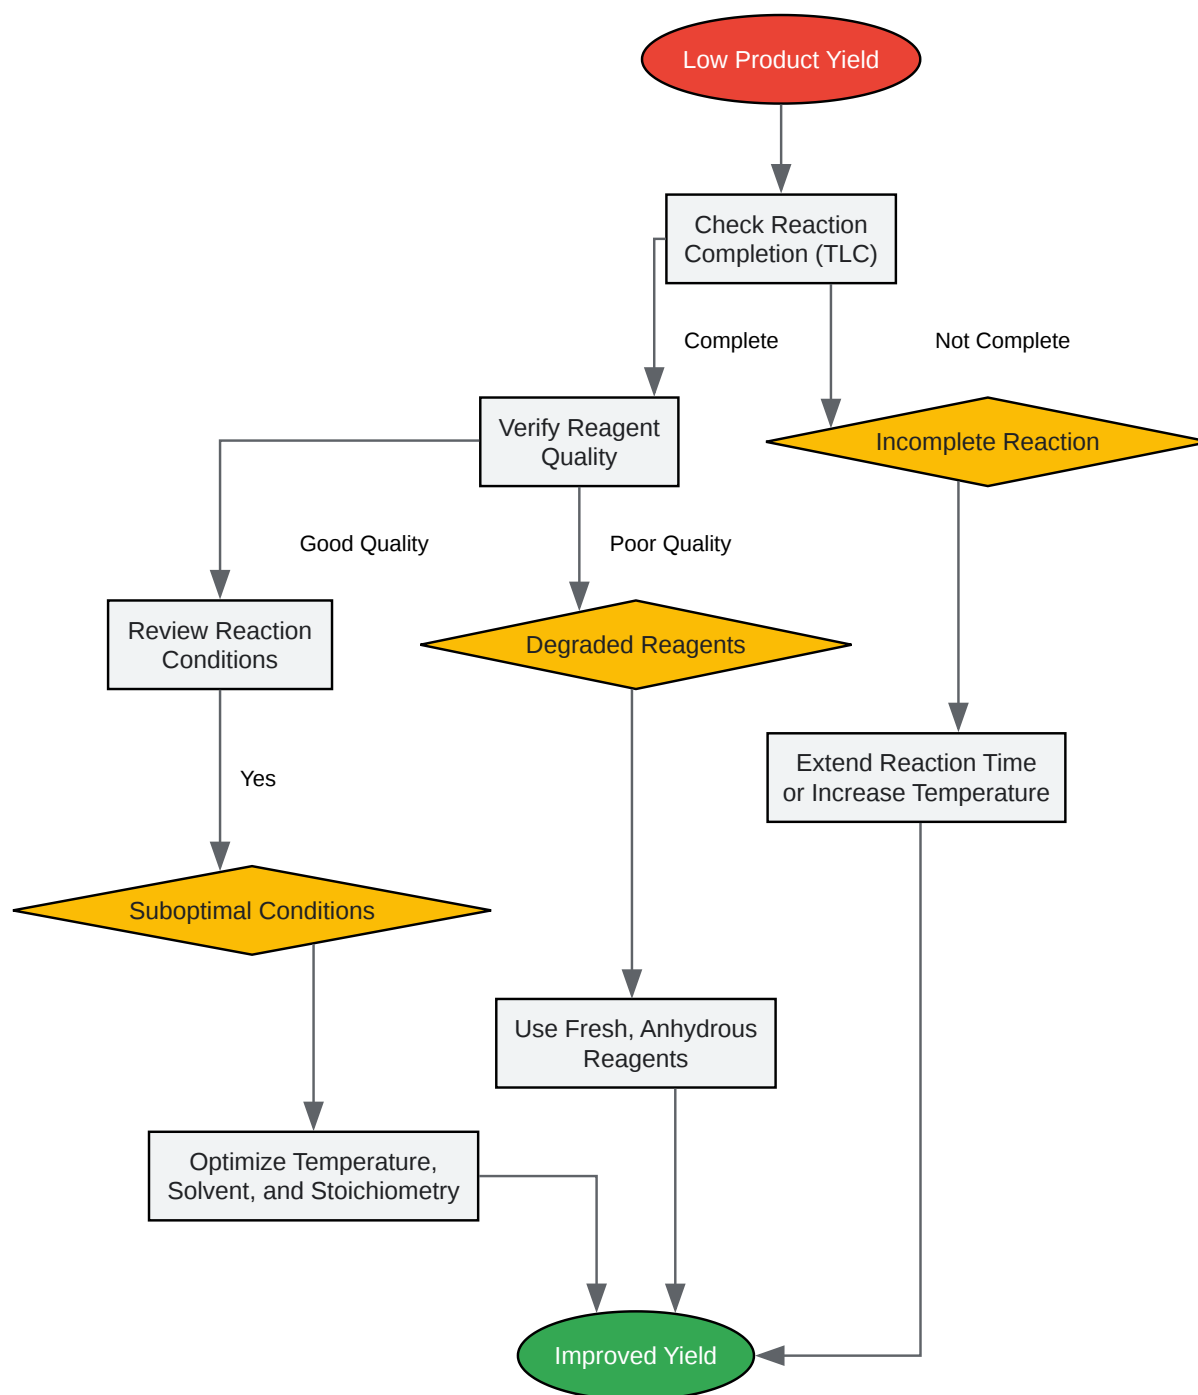 Low Product Yield
Check Reaction
Completion (TLC)
Complete
Not Complete
Verify Reagent
Quality
Incomplete Reaction
Good Quality
Poor Quality
Review Reaction
Conditions
Degraded Reagents
Yes
Extend Reaction Time
or Increase Temperature
Suboptimal Conditions
Use Fresh, Anhydrous
Reagents
Optimize Temperature,
Solvent, and Stoichiometry
Improved Yield